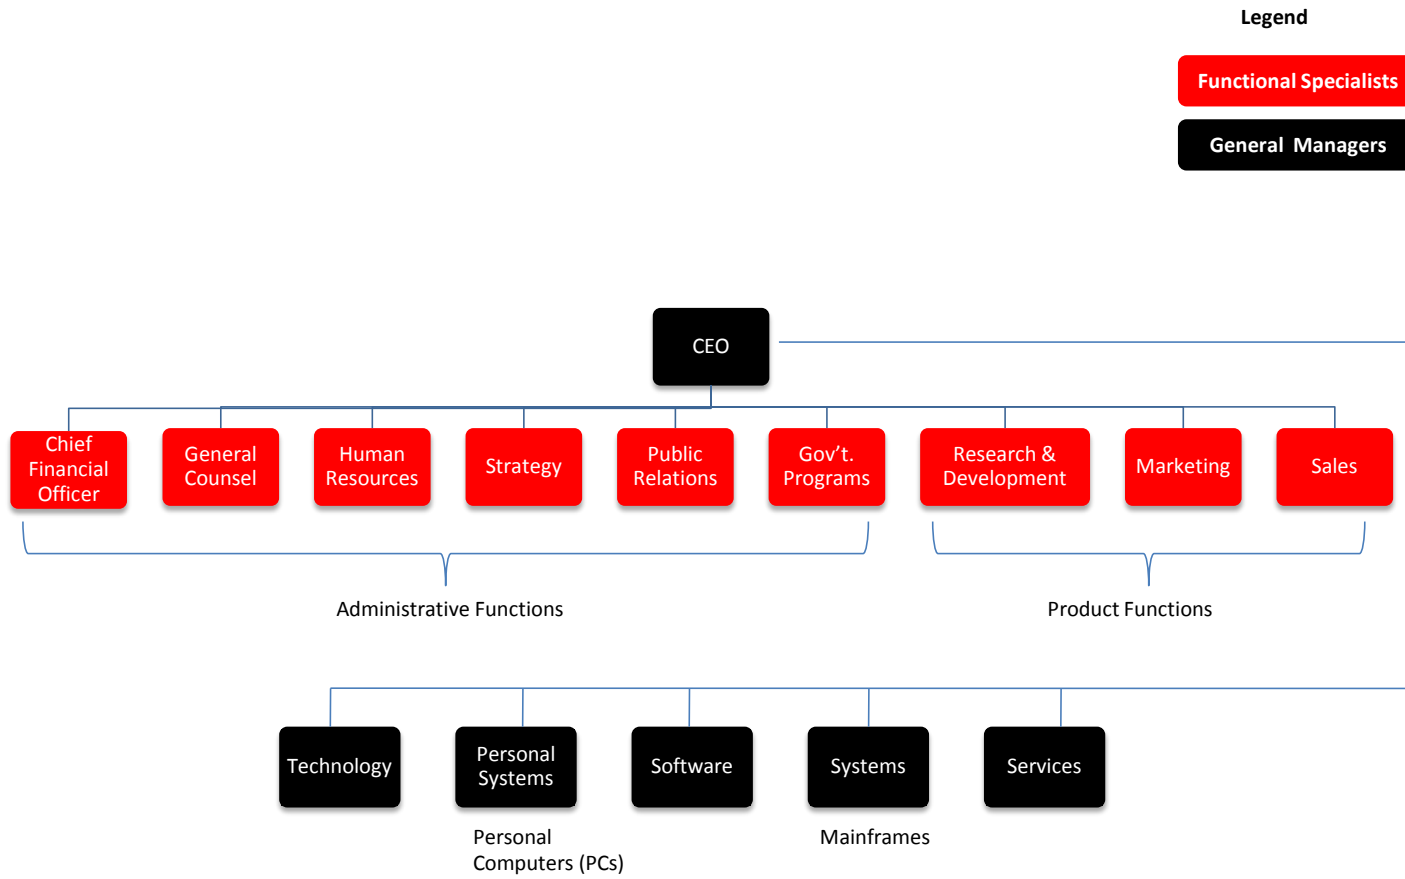 Legend
Functional Specialists
General Managers
CEO
Chief
Financial
Officer
General
Counsel
Human
Resources
Strategy
Public
Relations
Gov't.
Programs
Research &
Development
Marketing
Sales
Administrative Functions
Product Functions
Technology
Personal
Systems
Software
Systems
Services
Personal
Computers (PCs)
Mainframes